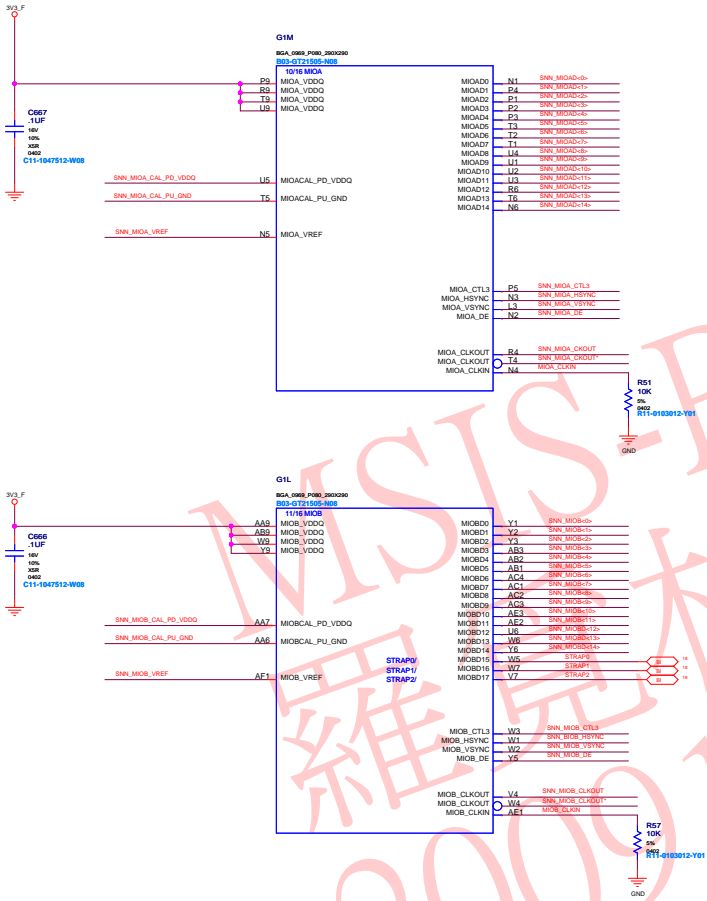 3V3_F
G1M
BGA_0969_P080_290X290
B03-GT21505-N08
10/16 MIOA
P9 MIOA_VDDQ
R9 MIOA_VDDQ
T9 MIOA_VDDQ
U9 MIOA_VDDQ
C667
.1UF
16V
10%
X5R
0402
C11-1047512-W08
SNN_MIOA_CAL_PD_VDDQ U5 MIOACAL_PD_VDDQ
SNN_MIOA_CAL_PU_GND T5 MIOACAL_PU_GND
SNN_MIOA_VREF N5 MIOA_VREF
MIOAD0 N1 SNN_MIOAD<0>
MIOAD1 P4 SNN_MIOAD<1>
MIOAD2 P1 SNN_MIOAD<2>
MIOAD3 P2 SNN_MIOAD<3>
MIOAD4 P3 SNN_MIOAD<4>
MIOAD5 T3 SNN_MIOAD<5>
MIOAD6 T2 SNN_MIOAD<6>
MIOAD7 T1 SNN_MIOAD<7>
MIOAD8 U4 SNN_MIOAD<8>
MIOAD9 U1 SNN_MIOAD<9>
MIOAD10 U2 SNN_MIOAD<10>
MIOAD11 U3 SNN_MIOAD<11>
MIOAD12 R6 SNN_MIOAD<12>
MIOAD13 T6 SNN_MIOAD<13>
MIOAD14 N6 SNN_MIOAD<14>
MIOA_CTL3 P5 SNN_MIOA_CTL3
MIOA_HSYNC N3 SNN_MIOA_HSYNC
MIOA_VSYNC L3 SNN_MIOA_VSYNC
MIOA_DE N2 SNN_MIOA_DE
MIOA_CLKOUT R4 SNN_MIOA_CKOUT
MIOA_CLKOUT T4 SNN_MIOA_CKOUT*
MIOA_CLKIN N4 MIOA_CLKIN
R51
10K
5%
0402
R11-0103012-Y01
GND
3V3_F
G1L
BGA_0969_P080_290X290
B03-GT21505-N08
11/16 MIOB
AA9 MIOB_VDDQ
AB9 MIOB_VDDQ
W9 MIOB_VDDQ
Y9 MIOB_VDDQ
C666
.1UF
16V
10%
X5R
0402
C11-1047512-W08
SNN_MIOB_CAL_PD_VDDQ AA7 MIOBCAL_PD_VDDQ
SNN_MIOB_CAL_PU_GND AA6 MIOBCAL_PU_GND
SNN_MIOB_VREF AF1 MIOB_VREF
MIOBD0 Y1 SNN_MIOB<0>
MIOBD1 Y2 SNN_MIOB<1>
MIOBD2 Y3 SNN_MIOB<2>
MIOBD3 AB3 SNN_MIOB<3>
MIOBD4 AB2 SNN_MIOB<4>
MIOBD5 AB1 SNN_MIOB<5>
MIOBD6 AC4 SNN_MIOB<6>
MIOBD7 AC1 SNN_MIOB<7>
MIOBD8 AC2 SNN_MIOB<8>
MIOBD9 AC3 SNN_MIOB<9>
MIOBD10 AE3 SNN_MIOB<10>
MIOBD11 AE2 SNN_MIOB<11>
MIOBD12 U6 SNN_MIOBD<12>
MIOBD13 W6 SNN_MIOB<13>
MIOBD14 Y6 SNN_MIOBD<14>
STRAP0/ MIOBD15 W5 STRAP0
STRAP1/ MIOBD16 W7 STRAP1
STRAP2/ MIOBD17 V7 STRAP2
MIOB_CTL3 W3 SNN_MIOB_CTL3
MIOB_HSYNC W1 SNN_BIOB_HSYNC
MIOB_VSYNC W2 SNN_MIOB_VSYNC
MIOB_DE Y5 SNN_MIOB_DE
MIOB_CLKOUT V4 SNN_MIOB_CLKOUT
MIOB_CLKOUT W4 SNN_MIOB_CLKOUT*
MIOB_CLKIN AE1 MIOB_CLKIN
R57
10K
5%
0402
R11-0103012-Y01
GND
MSIS-
羅亮
2009